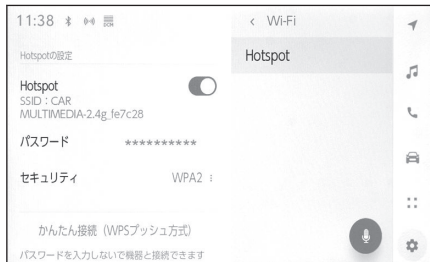 11:38
Hotspotの設定
Hotspot
SSID：CAR
MULTIMEDIA-2.4g_fe7c28
パスワード **********
セキュリティ WPA2
かんたん接続（WPSプッシュ方式）
パスワードを入力しないで機器と接続できます
< Wi-Fi
Hotspot